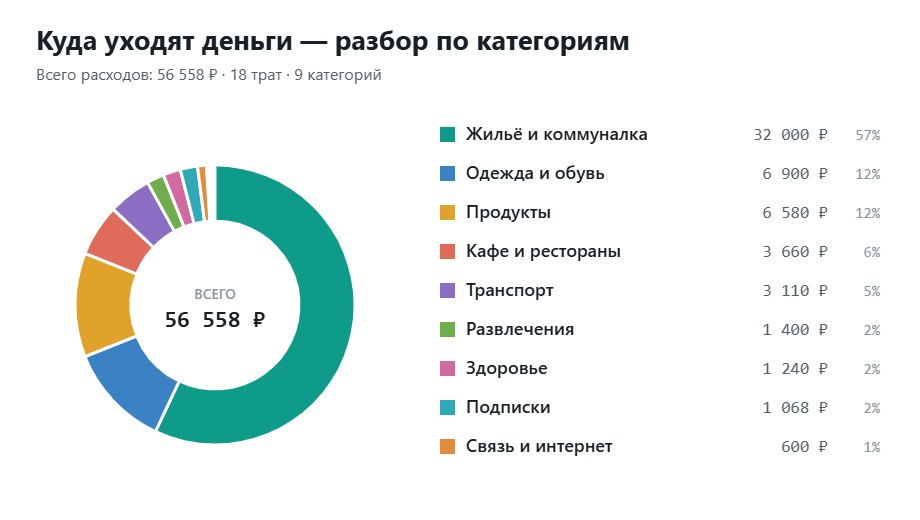 Куда уходят деньги — разбор по категориям
Всего расходов: 56 558 ₽ · 18 трат · 9 категорий
ВСЕГО
56 558 ₽
Жильё и коммуналка 32 000 ₽ 57%
Одежда и обувь 6 900 ₽ 12%
Продукты 6 580 ₽ 12%
Кафе и рестораны 3 660 ₽ 6%
Транспорт 3 110 ₽ 5%
Развлечения 1 400 ₽ 2%
Здоровье 1 240 ₽ 2%
Подписки 1 068 ₽ 2%
Связь и интернет 600 ₽ 1%